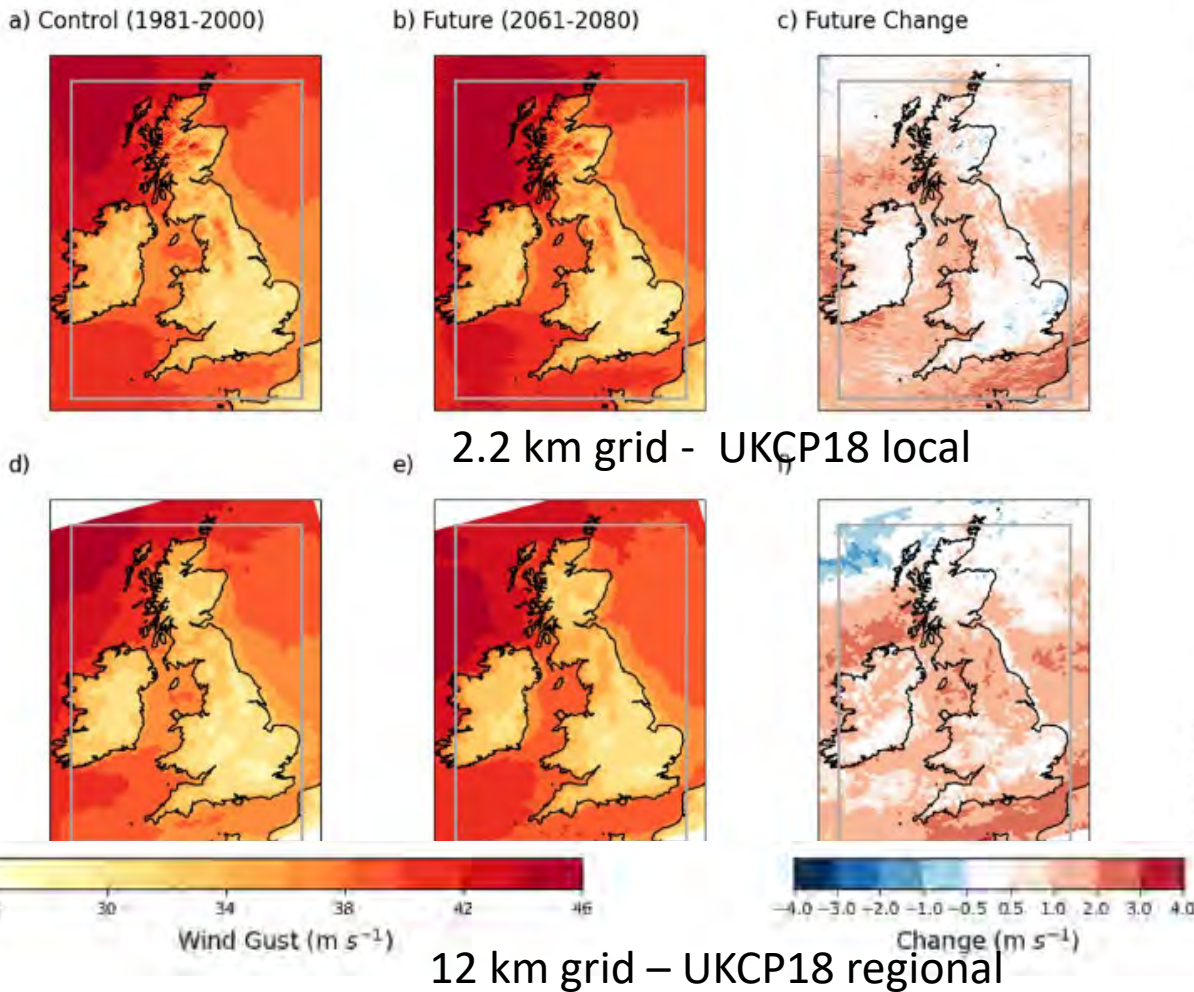 a) Control (1981-2000)
b) Future (2061-2080)
c) Future Change
2.2 km grid - UKCP18 local
d)
e)
30
34
38
42
46
Wind Gust (m s⁻¹)
−4.0 −3.0 −2.0 −1.0 −0.5 0.5 1.0 2.0 3.0 4.0
Change (m s⁻¹)
12 km grid – UKCP18 regional